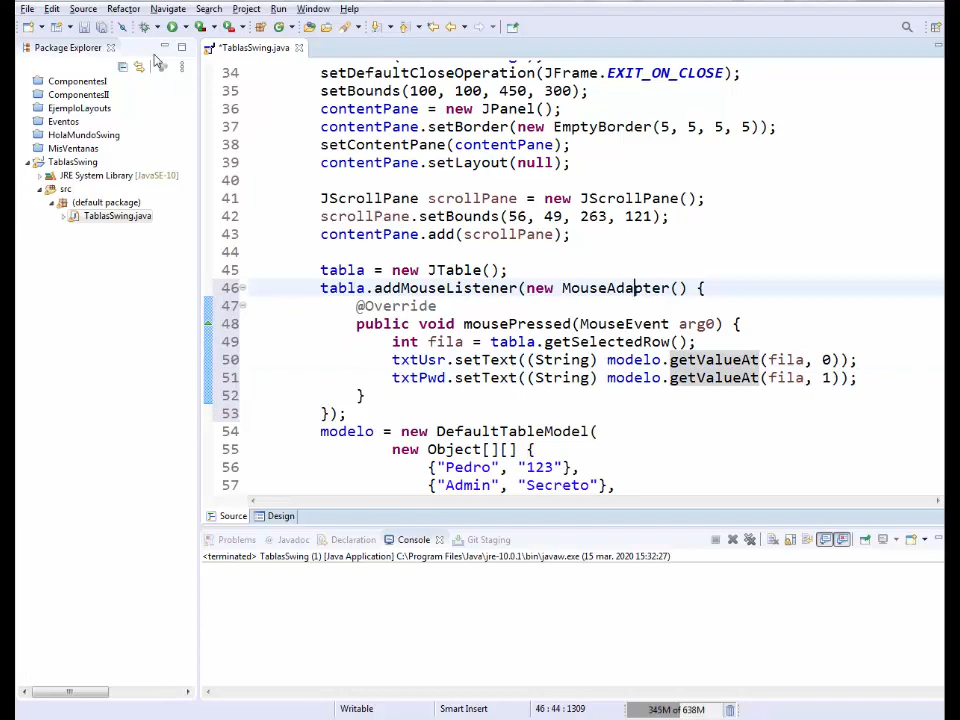 File Edit Source Refactor Navigate Search Project Run Window Help
Package Explorer
*TablasSwing.java
ComponentesI
ComponentesII
EjemploLayouts
Eventos
HolaMundoSwing
MisVentanas
TablasSwing
JRE System Library [JavaSE-10]
src
(default package)
TablasSwing.java
34
35 setDefaultCloseOperation(JFrame.EXIT_ON_CLOSE);
35 setBounds(100, 100, 450, 300);
36 contentPane = new JPanel();
37 contentPane.setBorder(new EmptyBorder(5, 5, 5, 5));
38 setContentPane(contentPane);
39 contentPane.setLayout(null);
40
41 JScrollPane scrollPane = new JScrollPane();
42 scrollPane.setBounds(56, 49, 263, 121);
43 contentPane.add(scrollPane);
44
45 tabla = new JTable();
46 tabla.addMouseListener(new MouseAdapter() {
47 @Override
48 public void mousePressed(MouseEvent arg0) {
49 int fila = tabla.getSelectedRow();
50 txtUsr.setText((String) modelo.getValueAt(fila, 0));
51 txtPwd.setText((String) modelo.getValueAt(fila, 1));
52 }
53 });
54 modelo = new DefaultTableModel(
55 new Object[][] {
56 {"Pedro", "123"},
57 {"Admin", "Secreto"},
Source Design
Problems Javadoc Declaration Console Git Staging
<terminated> TablasSwing (1) [Java Application] C:\Program Files\Java\jre-10.0.1\bin\javaw.exe (15 mar. 2020 15:32:27)
Writable Smart Insert 46 : 44 : 1309 345M of 638M